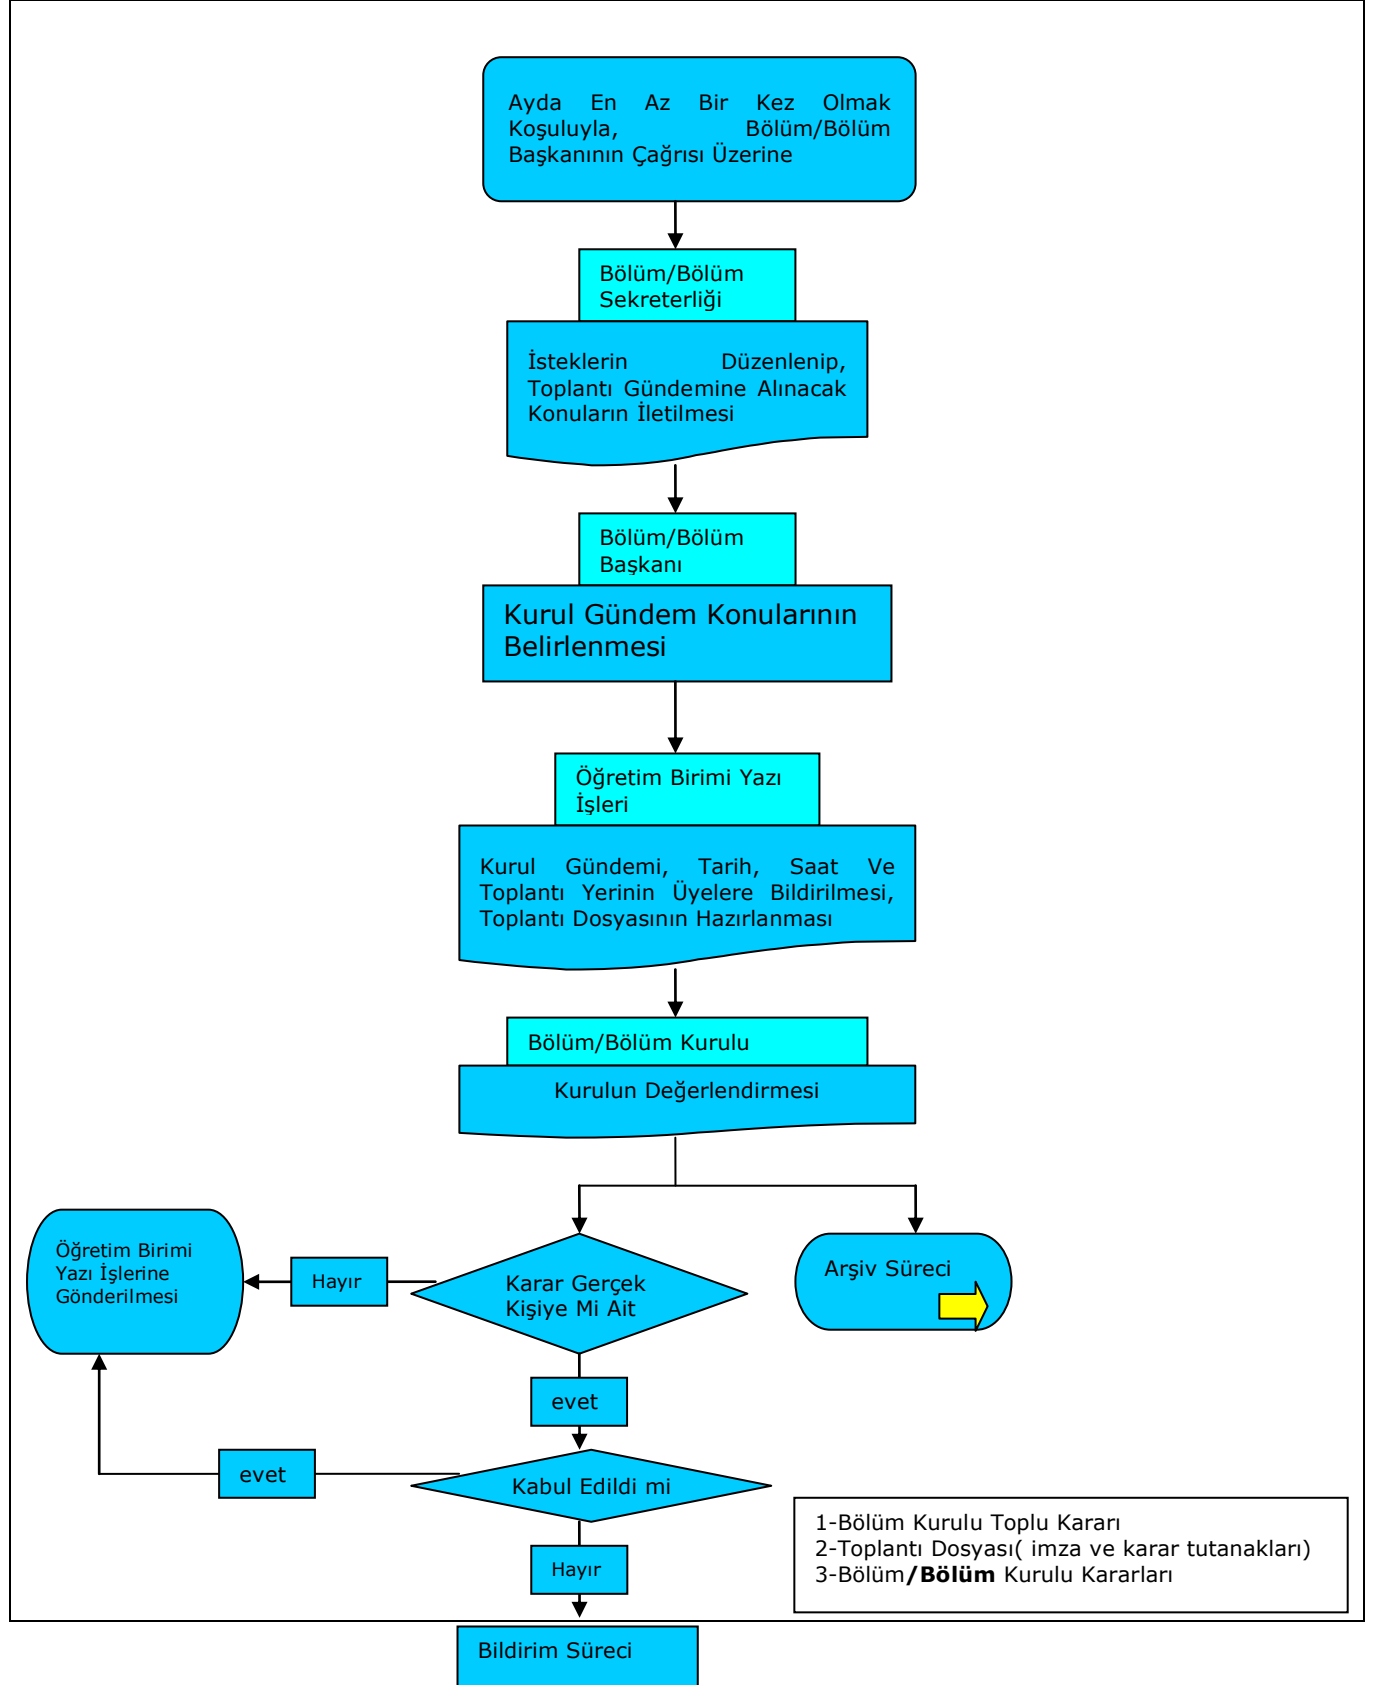 Ayda En Az Bir Kez Olmak
Koşuluyla, Bölüm/Bölüm
Başkanının Çağrısı Üzerine
Bölüm/Bölüm
Sekreterliği
İsteklerin Düzenlenip,
Toplantı Gündemine Alınacak
Konuların İletilmesi
Bölüm/Bölüm
Başkanı
Kurul Gündem Konularının
Belirlenmesi
Öğretim Birimi Yazı
İşleri
Kurul Gündemi, Tarih, Saat Ve
Toplantı Yerinin Üyelere Bildirilmesi,
Toplantı Dosyasının Hazırlanması
Bölüm/Bölüm Kurulu
Kurulun Değerlendirmesi
Öğretim Birimi
Yazı İşlerine
Gönderilmesi
Hayır
Karar Gerçek
Kişiye Mi Ait
Arşiv Süreci
evet
evet
Kabul Edildi mi
Hayır
1-Bölüm Kurulu Toplu Kararı
2-Toplantı Dosyası( imza ve karar tutanakları)
3-Bölüm/Bölüm Kurulu Kararları
Bildirim Süreci